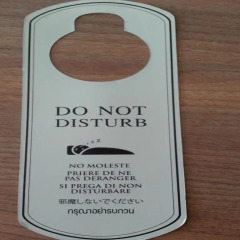 DO NOT
DISTURB
z z z
NO MOLESTE
PRIERE DE NE
PAS DERANGER
SI PREGA DI NON
DISTURBARE
邪魔しないでください
กรุณาอย่ารบกวน